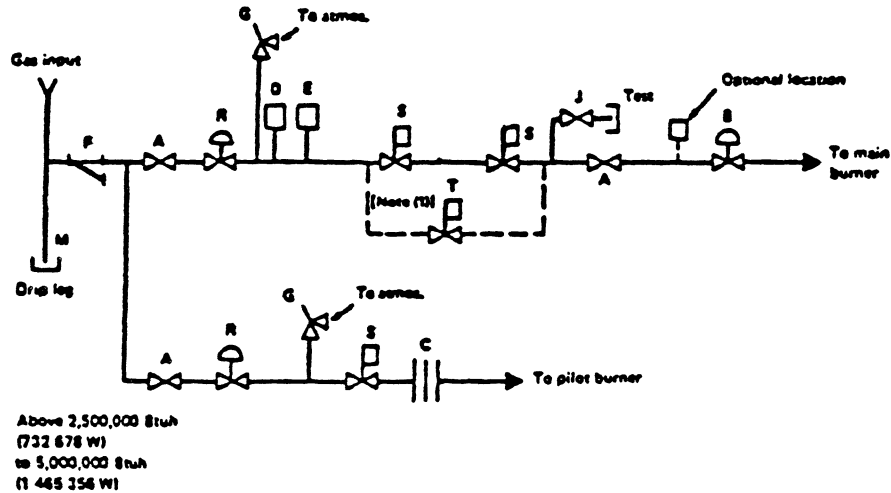 G To atmos.
Gas input
D E
Optional location
F A R
S S J Test
B
To main burner
A
T
[Note (1)]
M
Drip leg
G To atmos.
A R S C
To pilot burner
Above 2,500,000 Btuh
(732 678 W)
to 5,000,000 Btuh
(1 465 356 W)